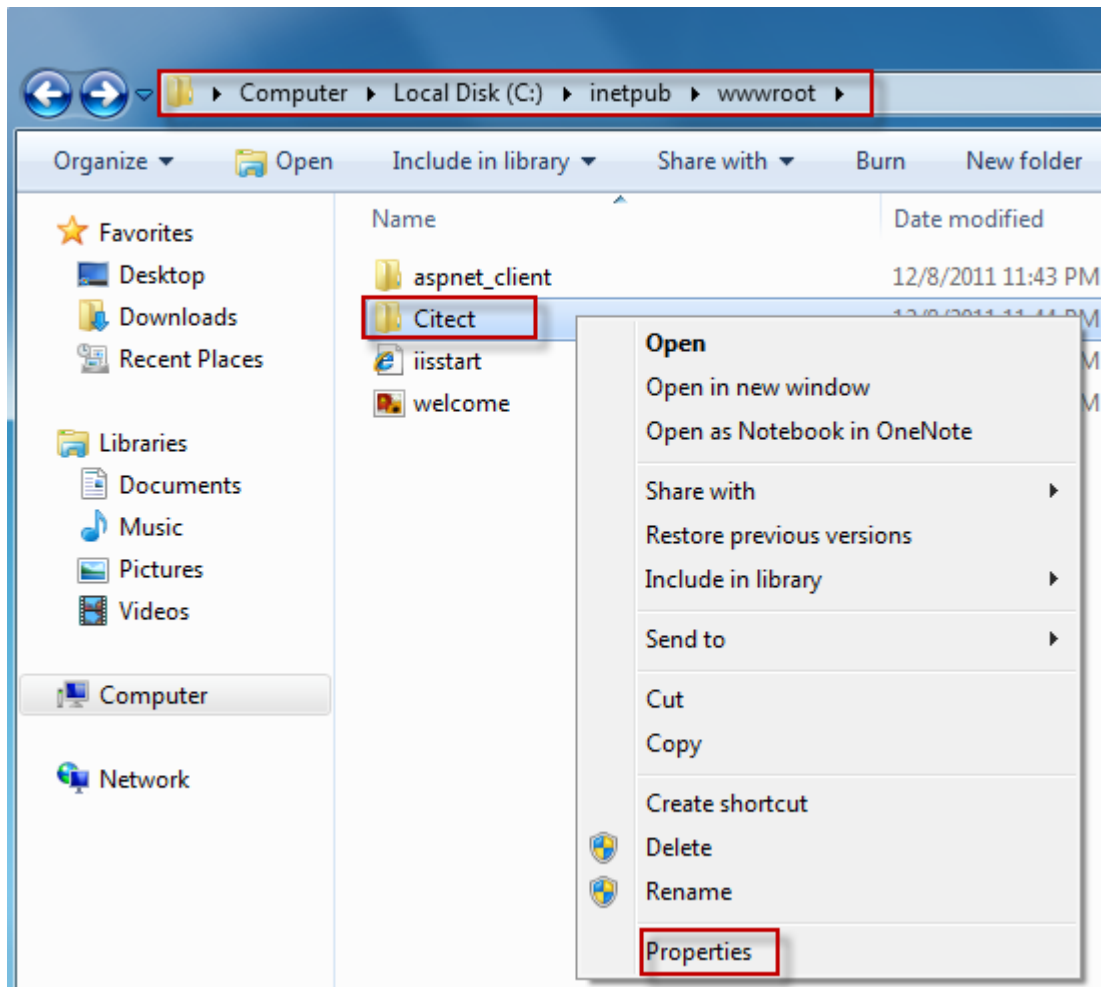 Computer Local Disk (C:) inetpub wwwroot
Organize Open Include in library Share with Burn New folder
Name Date modified
Favorites
Desktop
Downloads
Recent Places
Libraries
Documents
Music
Pictures
Videos
Computer
Network
aspnet_client 12/8/2011 11:43 PM
Citect
iisstart
welcome
Open
Open in new window
Open as Notebook in OneNote
Share with
Restore previous versions
Include in library
Send to
Cut
Copy
Create shortcut
Delete
Rename
Properties